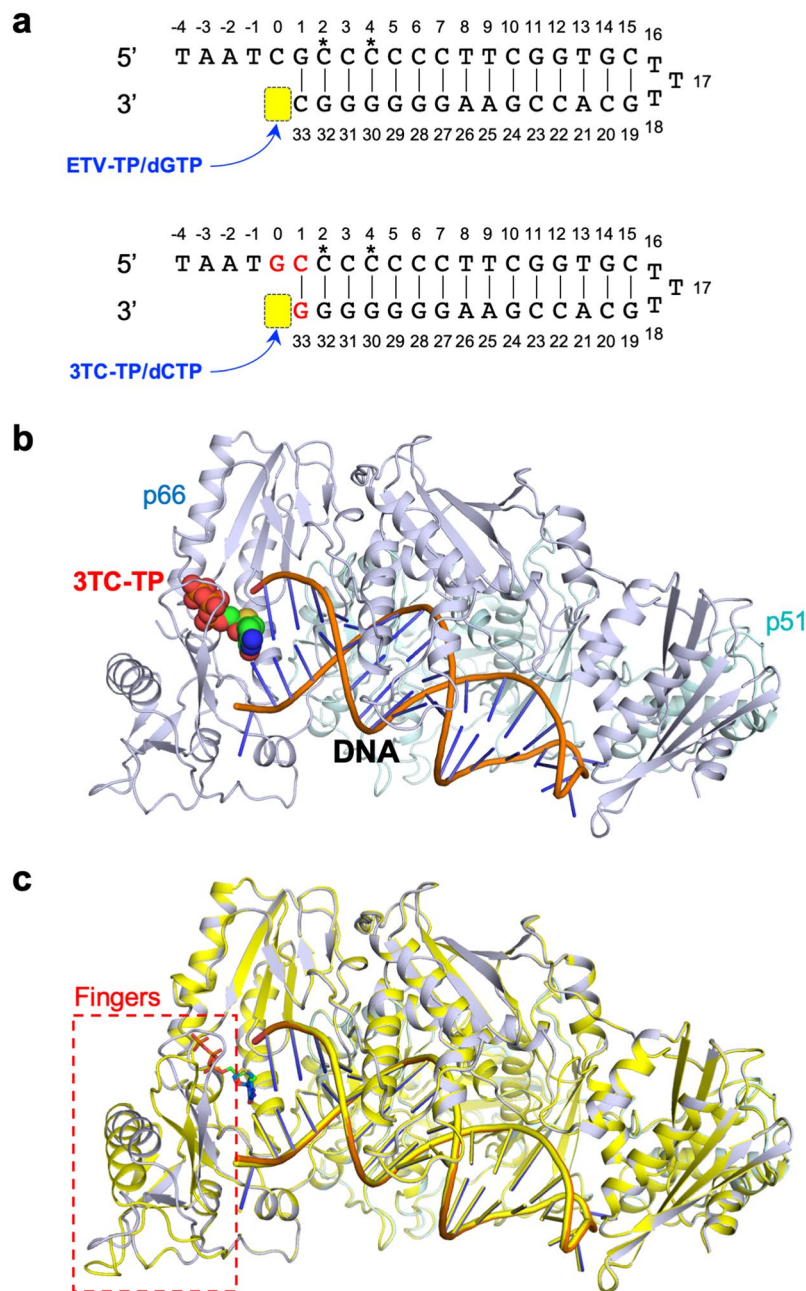 a
-4 -3 -2 -1 0 1 2 3 4 5 6 7 8 9 10 11 12 13 14 15 16
* *
5' T A A T C G C C C C C C T T C G G T G C T
T 17
3' C G G G G G G A A G C C A C G T
33 32 31 30 29 28 27 26 25 24 23 22 21 20 19 18
ETV-TP/dGTP
-4 -3 -2 -1 0 1 2 3 4 5 6 7 8 9 10 11 12 13 14 15 16
* *
5' T A A T G C C C C C C C T T C G G T G C T
T 17
3' G G G G G G G A A G C C A C G T
33 32 31 30 29 28 27 26 25 24 23 22 21 20 19 18
3TC-TP/dCTP
b
p66
3TC-TP
p51
DNA
c
Fingers